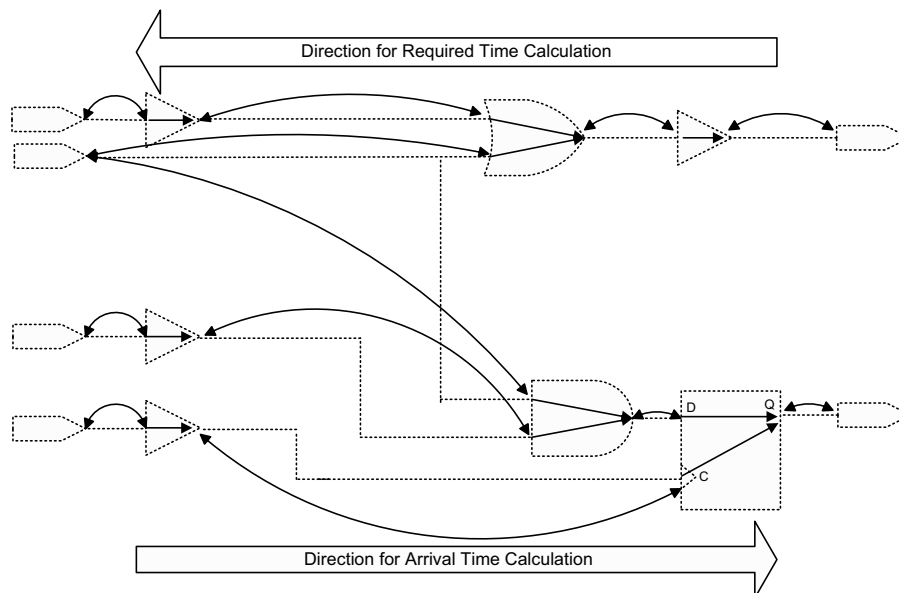 Direction for Required Time Calculation
D
Q
C
Direction for Arrival Time Calculation